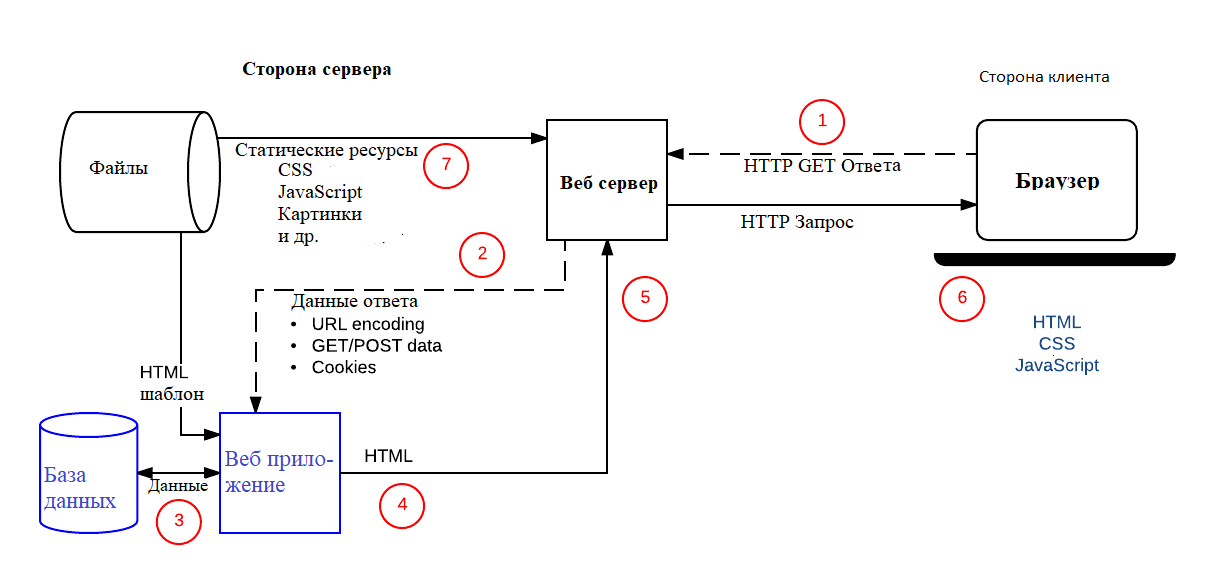 Сторона сервера
Сторона клиента
1
Файлы
Статические ресурсы
CSS
JavaScript
Картинки
и др.
7
HTTP GET Ответа
Веб сервер
Браузер
HTTP Запрос
2
5
6
Данные ответа
• URL encoding
• GET/POST data
• Cookies
HTML
CSS
JavaScript
HTML
шаблон
База
данных
Данные
3
Веб прило-
жение
HTML
4